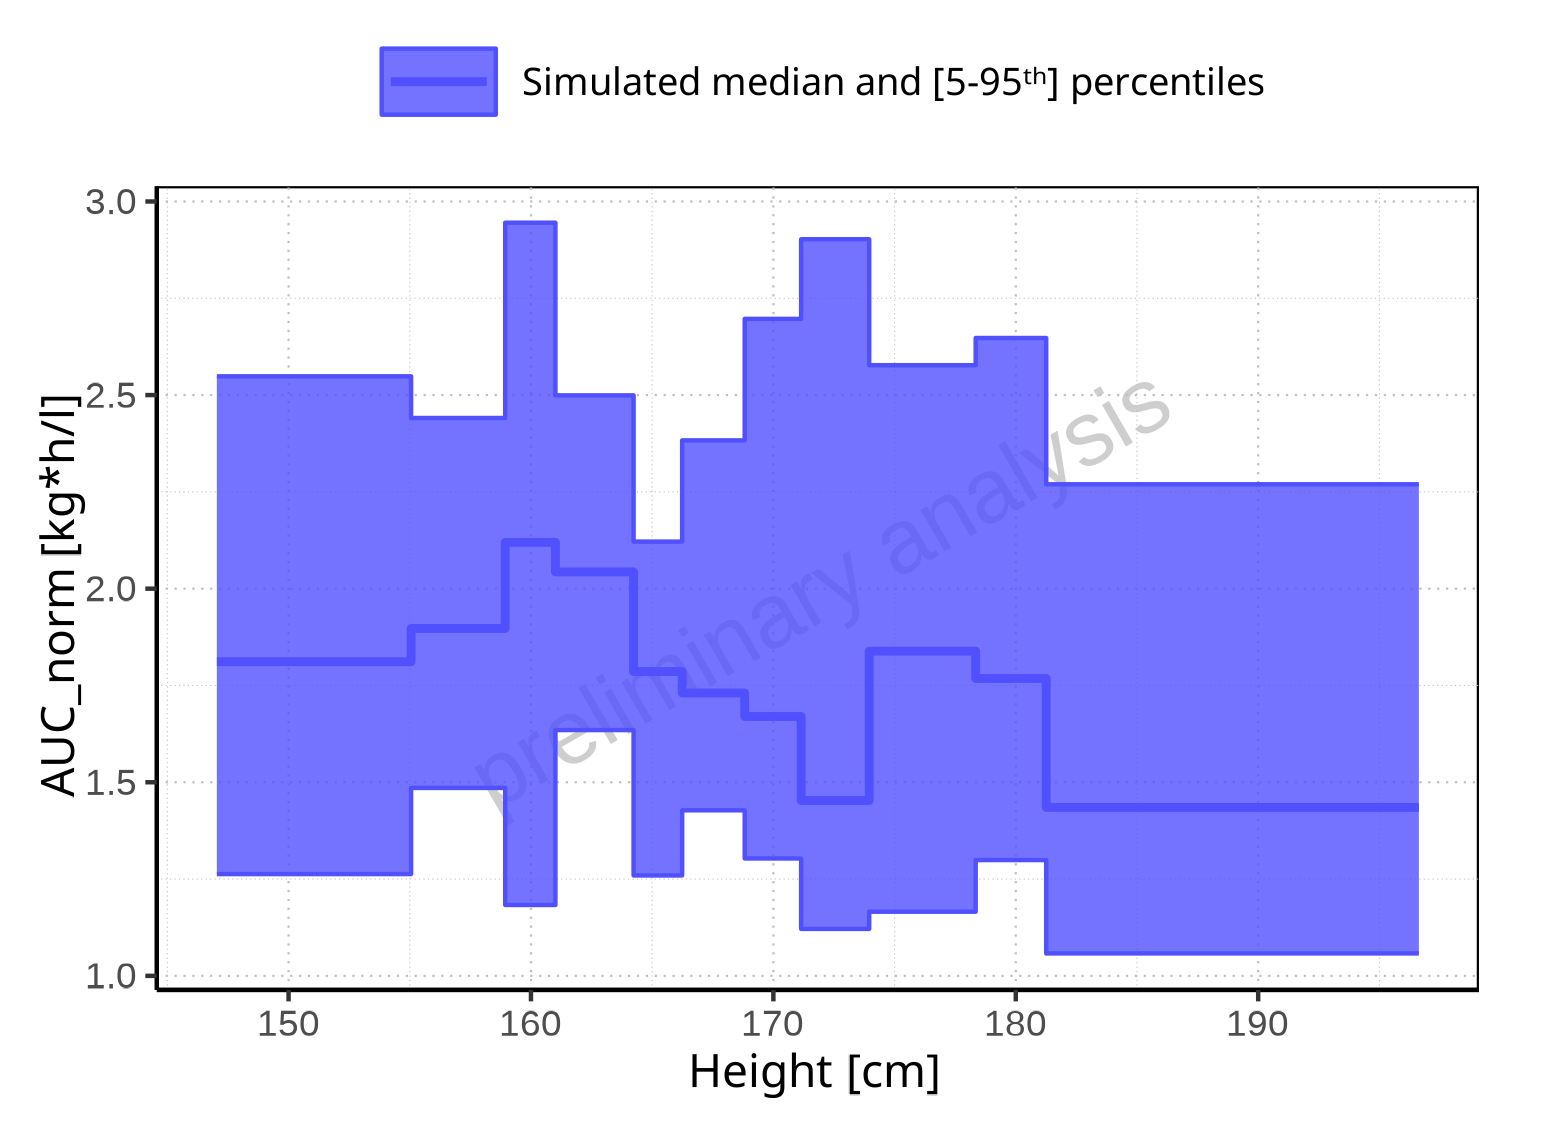 Simulated median and [5-95ᵗʰ] percentiles
3.0
2.5
2.0
1.5
1.0
AUC_norm [kg*h/l]
preliminary analysis
150 160 170 180 190
Height [cm]